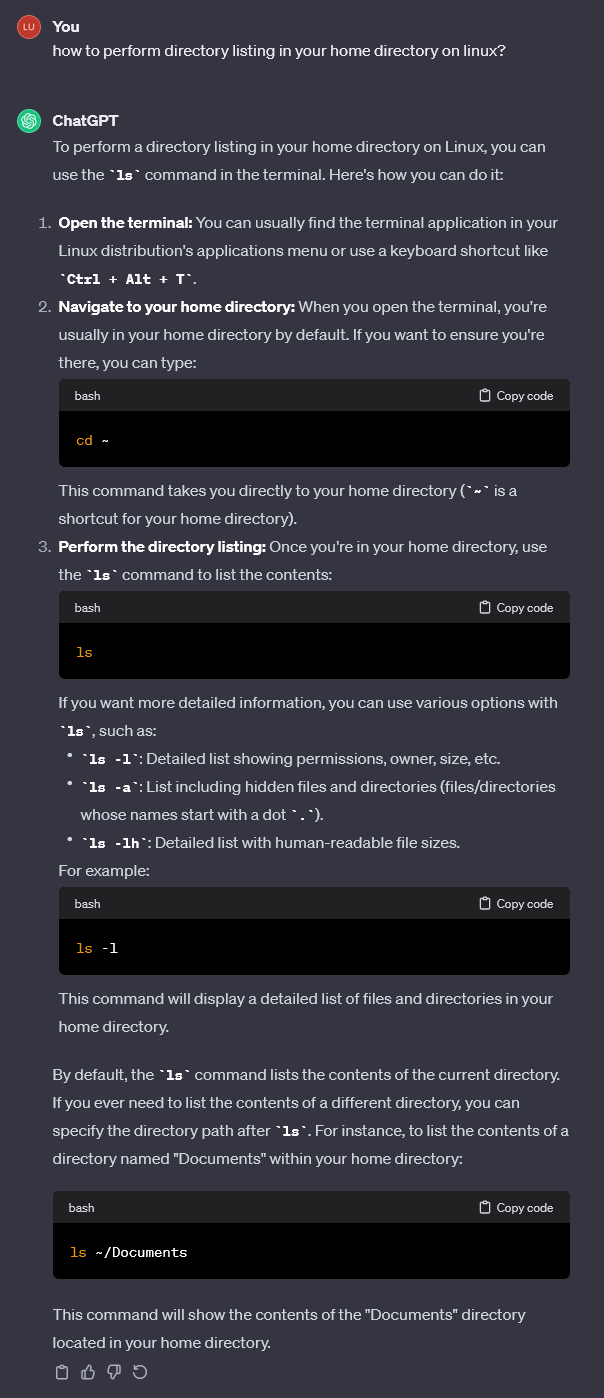 LU
You
how to perform directory listing in your home directory on linux?
ChatGPT
To perform a directory listing in your home directory on Linux, you can
use the `ls` command in the terminal. Here's how you can do it:
1. Open the terminal: You can usually find the terminal application in your
Linux distribution's applications menu or use a keyboard shortcut like
`Ctrl + Alt + T`.
2. Navigate to your home directory: When you open the terminal, you're
usually in your home directory by default. If you want to ensure you're
there, you can type:
bash Copy code
cd ~
This command takes you directly to your home directory (`~` is a
shortcut for your home directory).
3. Perform the directory listing: Once you're in your home directory, use
the `ls` command to list the contents:
bash Copy code
ls
If you want more detailed information, you can use various options with
`ls`, such as:
• `ls -l`: Detailed list showing permissions, owner, size, etc.
• `ls -a`: List including hidden files and directories (files/directories
whose names start with a dot `.`).
• `ls -lh`: Detailed list with human-readable file sizes.
For example:
bash Copy code
ls -l
This command will display a detailed list of files and directories in your
home directory.
By default, the `ls` command lists the contents of the current directory.
If you ever need to list the contents of a different directory, you can
specify the directory path after `ls`. For instance, to list the contents of a
directory named "Documents" within your home directory:
bash Copy code
ls ~/Documents
This command will show the contents of the "Documents" directory
located in your home directory.